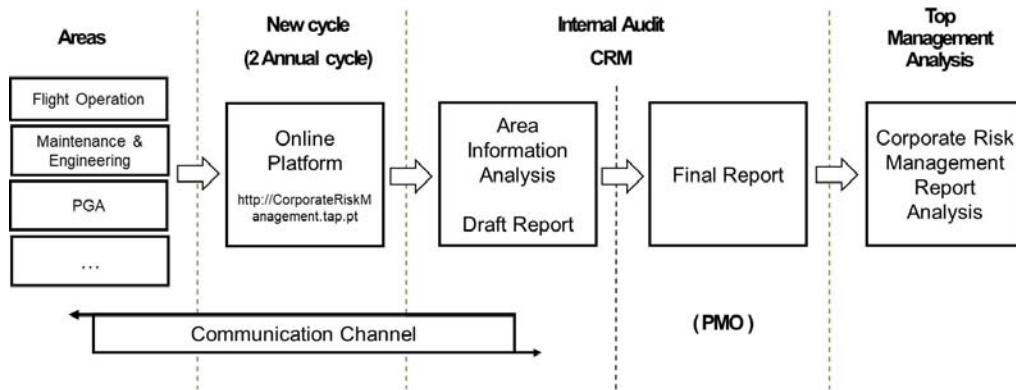 Areas
New cycle
(2 Annual cycle)
Internal Audit
CRM
Top
Management
Analysis
Flight Operation
Maintenance &
Engineering
PGA
...
Online
Platform
http://CorporateRiskM
anagement.tap.pt
Area
Information
Analysis
Draft Report
Final Report
Corporate Risk
Management
Report
Analysis
Communication Channel
( PMO )